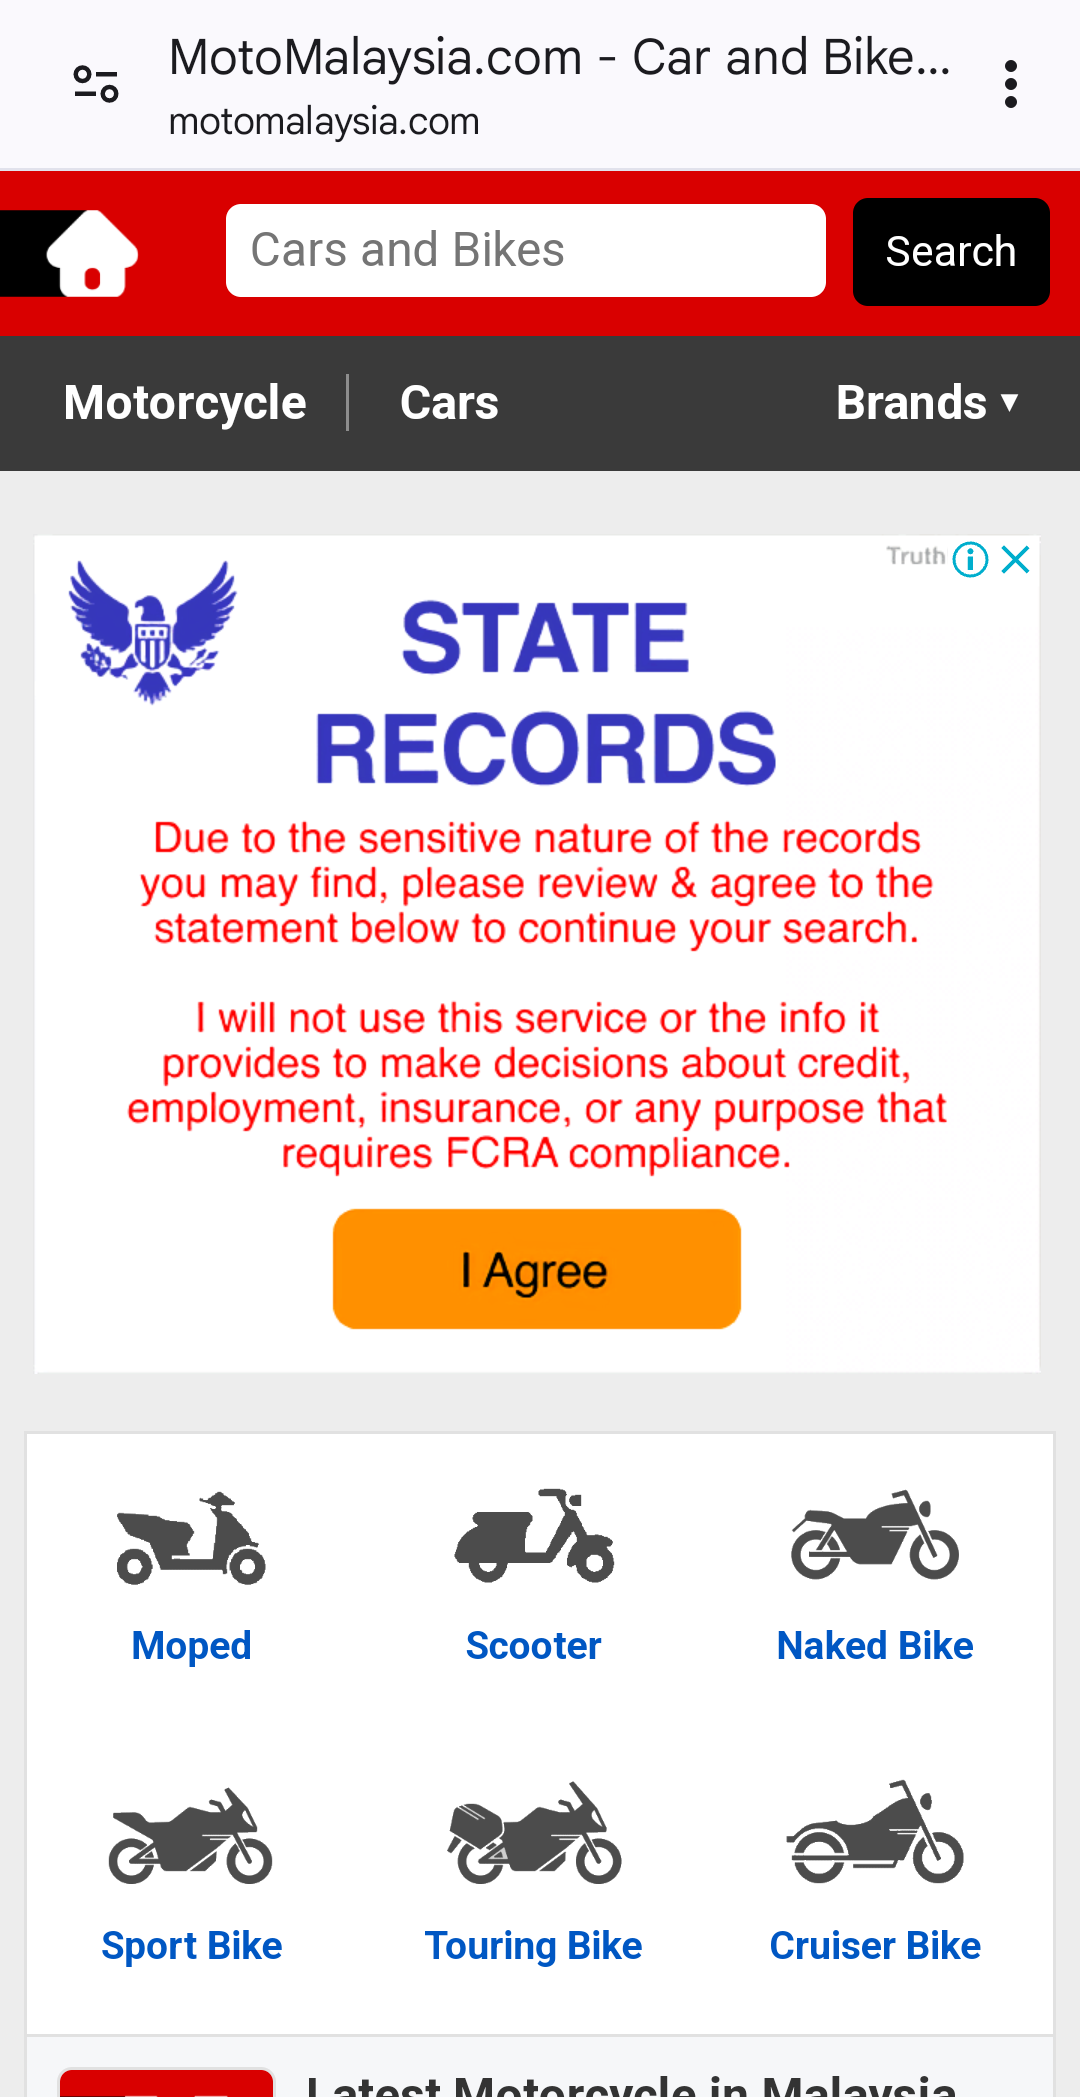 MotoMalaysia.com - Car and Bike...
motomalaysia.com
Cars and Bikes
Search
Motorcycle
Cars
Brands ▼
Truth
STATE
RECORDS
Due to the sensitive nature of the records
you may find, please review & agree to the
statement below to continue your search.
I will not use this service or the info it
provides to make decisions about credit,
employment, insurance, or any purpose that
requires FCRA compliance.
I Agree
Moped
Scooter
Naked Bike
Sport Bike
Touring Bike
Cruiser Bike
Latest Motorcycle in Malaysia